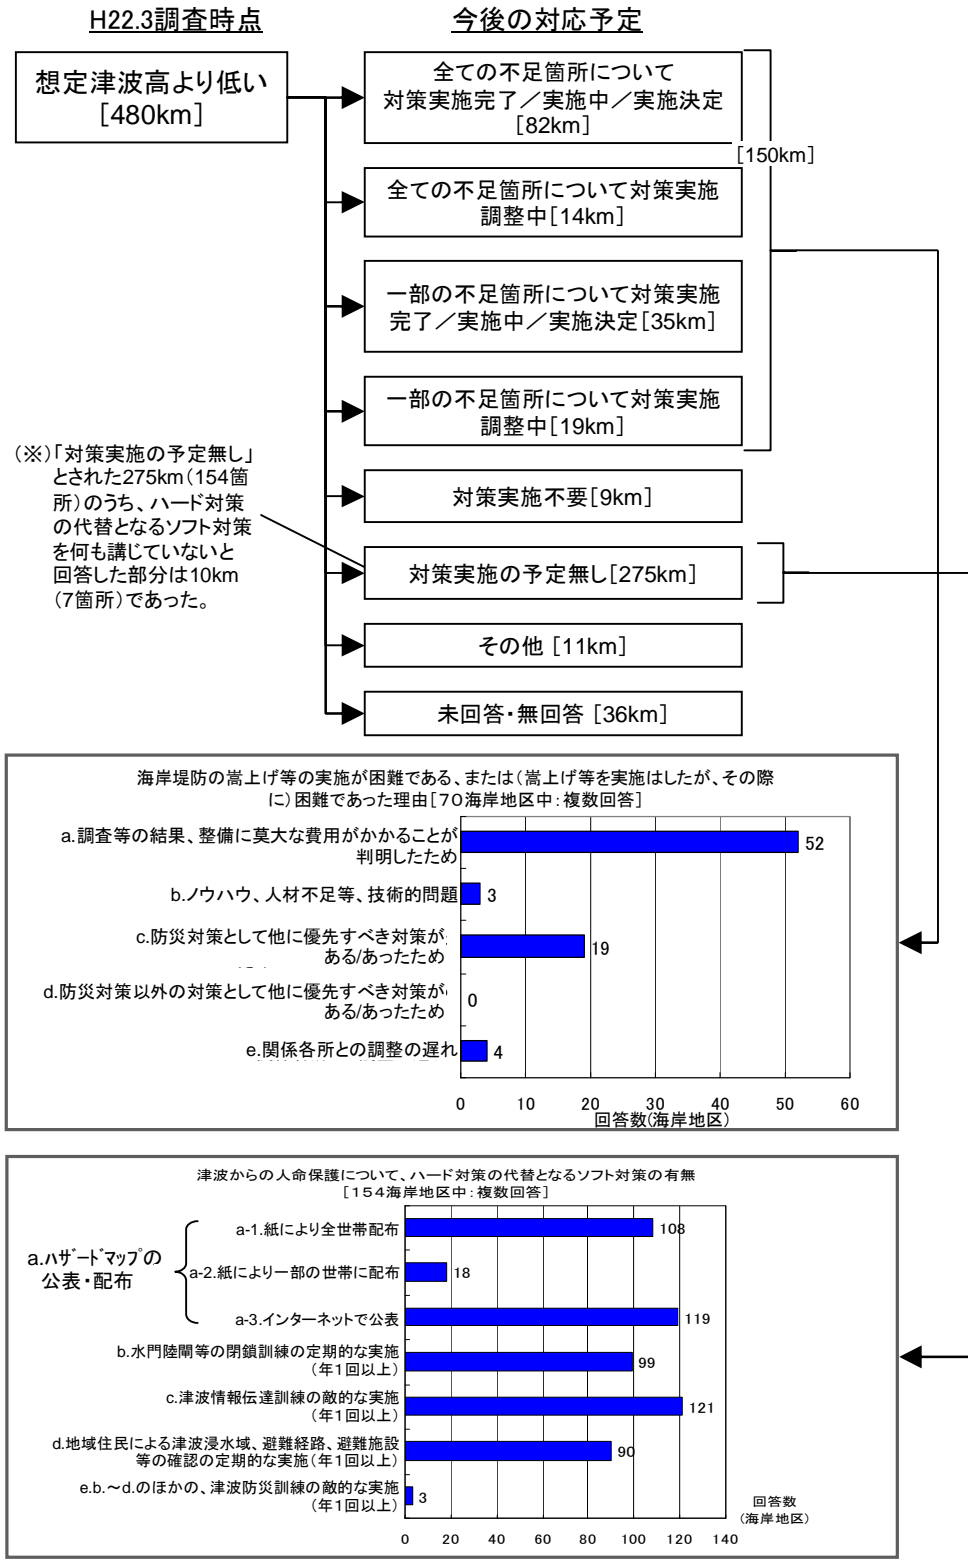 H22.3調査時点
今後の対応予定
想定津波高より低い
[480km]
全ての不足箇所について
対策実施完了／実施中／実施決定
[82km]
[150km]
全ての不足箇所について対策実施
調整中[14km]
一部の不足箇所について対策実施
完了／実施中／実施決定[35km]
一部の不足箇所について対策実施
調整中[19km]
(※)「対策実施の予定無し」
とされた275km(154箇
所)のうち、ハード対策
の代替となるソフト対策
を何も講じていないと
回答した部分は10km
(7箇所)であった。
対策実施不要[9km]
対策実施の予定無し[275km]
その他 [11km]
未回答・無回答 [36km]
海岸堤防の嵩上げ等の実施が困難である、または(嵩上げ等を実施はしたが、その際
に)困難であった理由[70海岸地区中:複数回答]
a.調査等の結果、整備に莫大な費用がかかることが
判明したため
52
b.ノウハウ、人材不足等、技術的問題
3
c.防災対策として他に優先すべき対策が
ある/あったため
19
d.防災対策以外の対策として他に優先すべき対策が
ある/あったため
0
e.関係各所との調整の遅れ
4
0 10 20 30 40 50 60
回答数(海岸地区)
津波からの人命保護について、ハード対策の代替となるソフト対策の有無
[154海岸地区中:複数回答]
a.ハザードマップの
公表・配布
a-1.紙により全世帯配布
108
a-2.紙により一部の世帯に配布
18
a-3.インターネットで公表
119
b.水門陸閘等の閉鎖訓練の定期的な実施
(年1回以上)
99
c.津波情報伝達訓練の敵的な実施
(年1回以上)
121
d.地域住民による津波浸水域、避難経路、避難施設
等の確認の定期的な実施(年1回以上)
90
e.b.～d.のほかの、津波防災訓練の敵的な実施
(年1回以上)
3
回答数
(海岸地区)
0 20 40 60 80 100 120 140